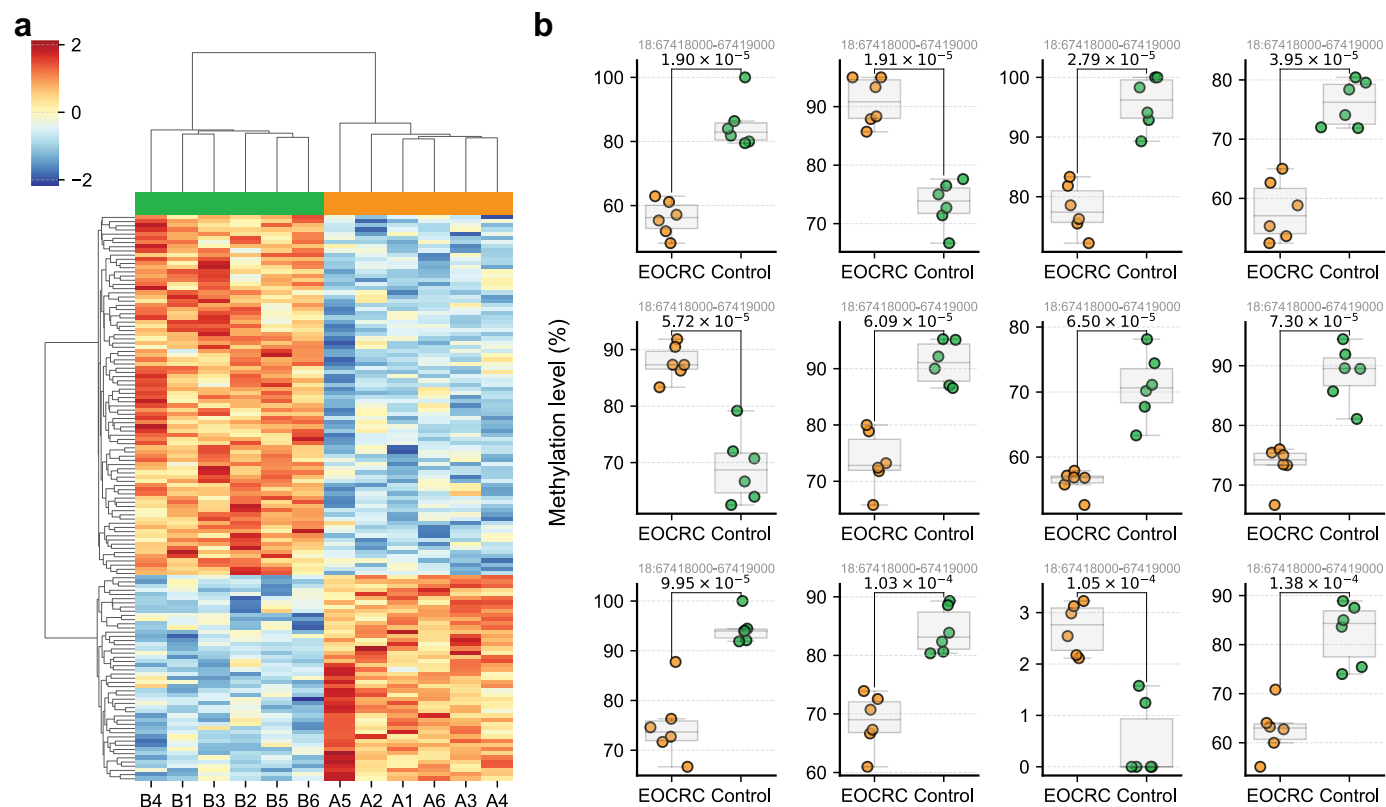 a
2
0
−2
B4 B1 B3 B2 B5 B6 A5 A2 A1 A6 A3 A4
b
Methylation level (%)
18:67418000-67419000
1.90 × 10⁻⁵
100
80
60
EOCRC Control
18:67418000-67419000
1.91 × 10⁻⁵
90
80
70
EOCRC Control
18:67418000-67419000
2.79 × 10⁻⁵
100
90
80
EOCRC Control
18:67418000-67419000
3.95 × 10⁻⁵
80
70
60
EOCRC Control
18:67418000-67419000
5.72 × 10⁻⁵
90
80
70
EOCRC Control
18:67418000-67419000
6.09 × 10⁻⁵
90
80
70
EOCRC Control
18:67418000-67419000
6.50 × 10⁻⁵
80
70
60
EOCRC Control
18:67418000-67419000
7.30 × 10⁻⁵
90
80
70
EOCRC Control
18:67418000-67419000
9.95 × 10⁻⁵
100
90
80
70
EOCRC Control
18:67418000-67419000
1.03 × 10⁻⁴
90
80
70
60
EOCRC Control
18:67418000-67419000
1.05 × 10⁻⁴
3
2
1
0
EOCRC Control
18:67418000-67419000
1.38 × 10⁻⁴
90
80
70
60
EOCRC Control